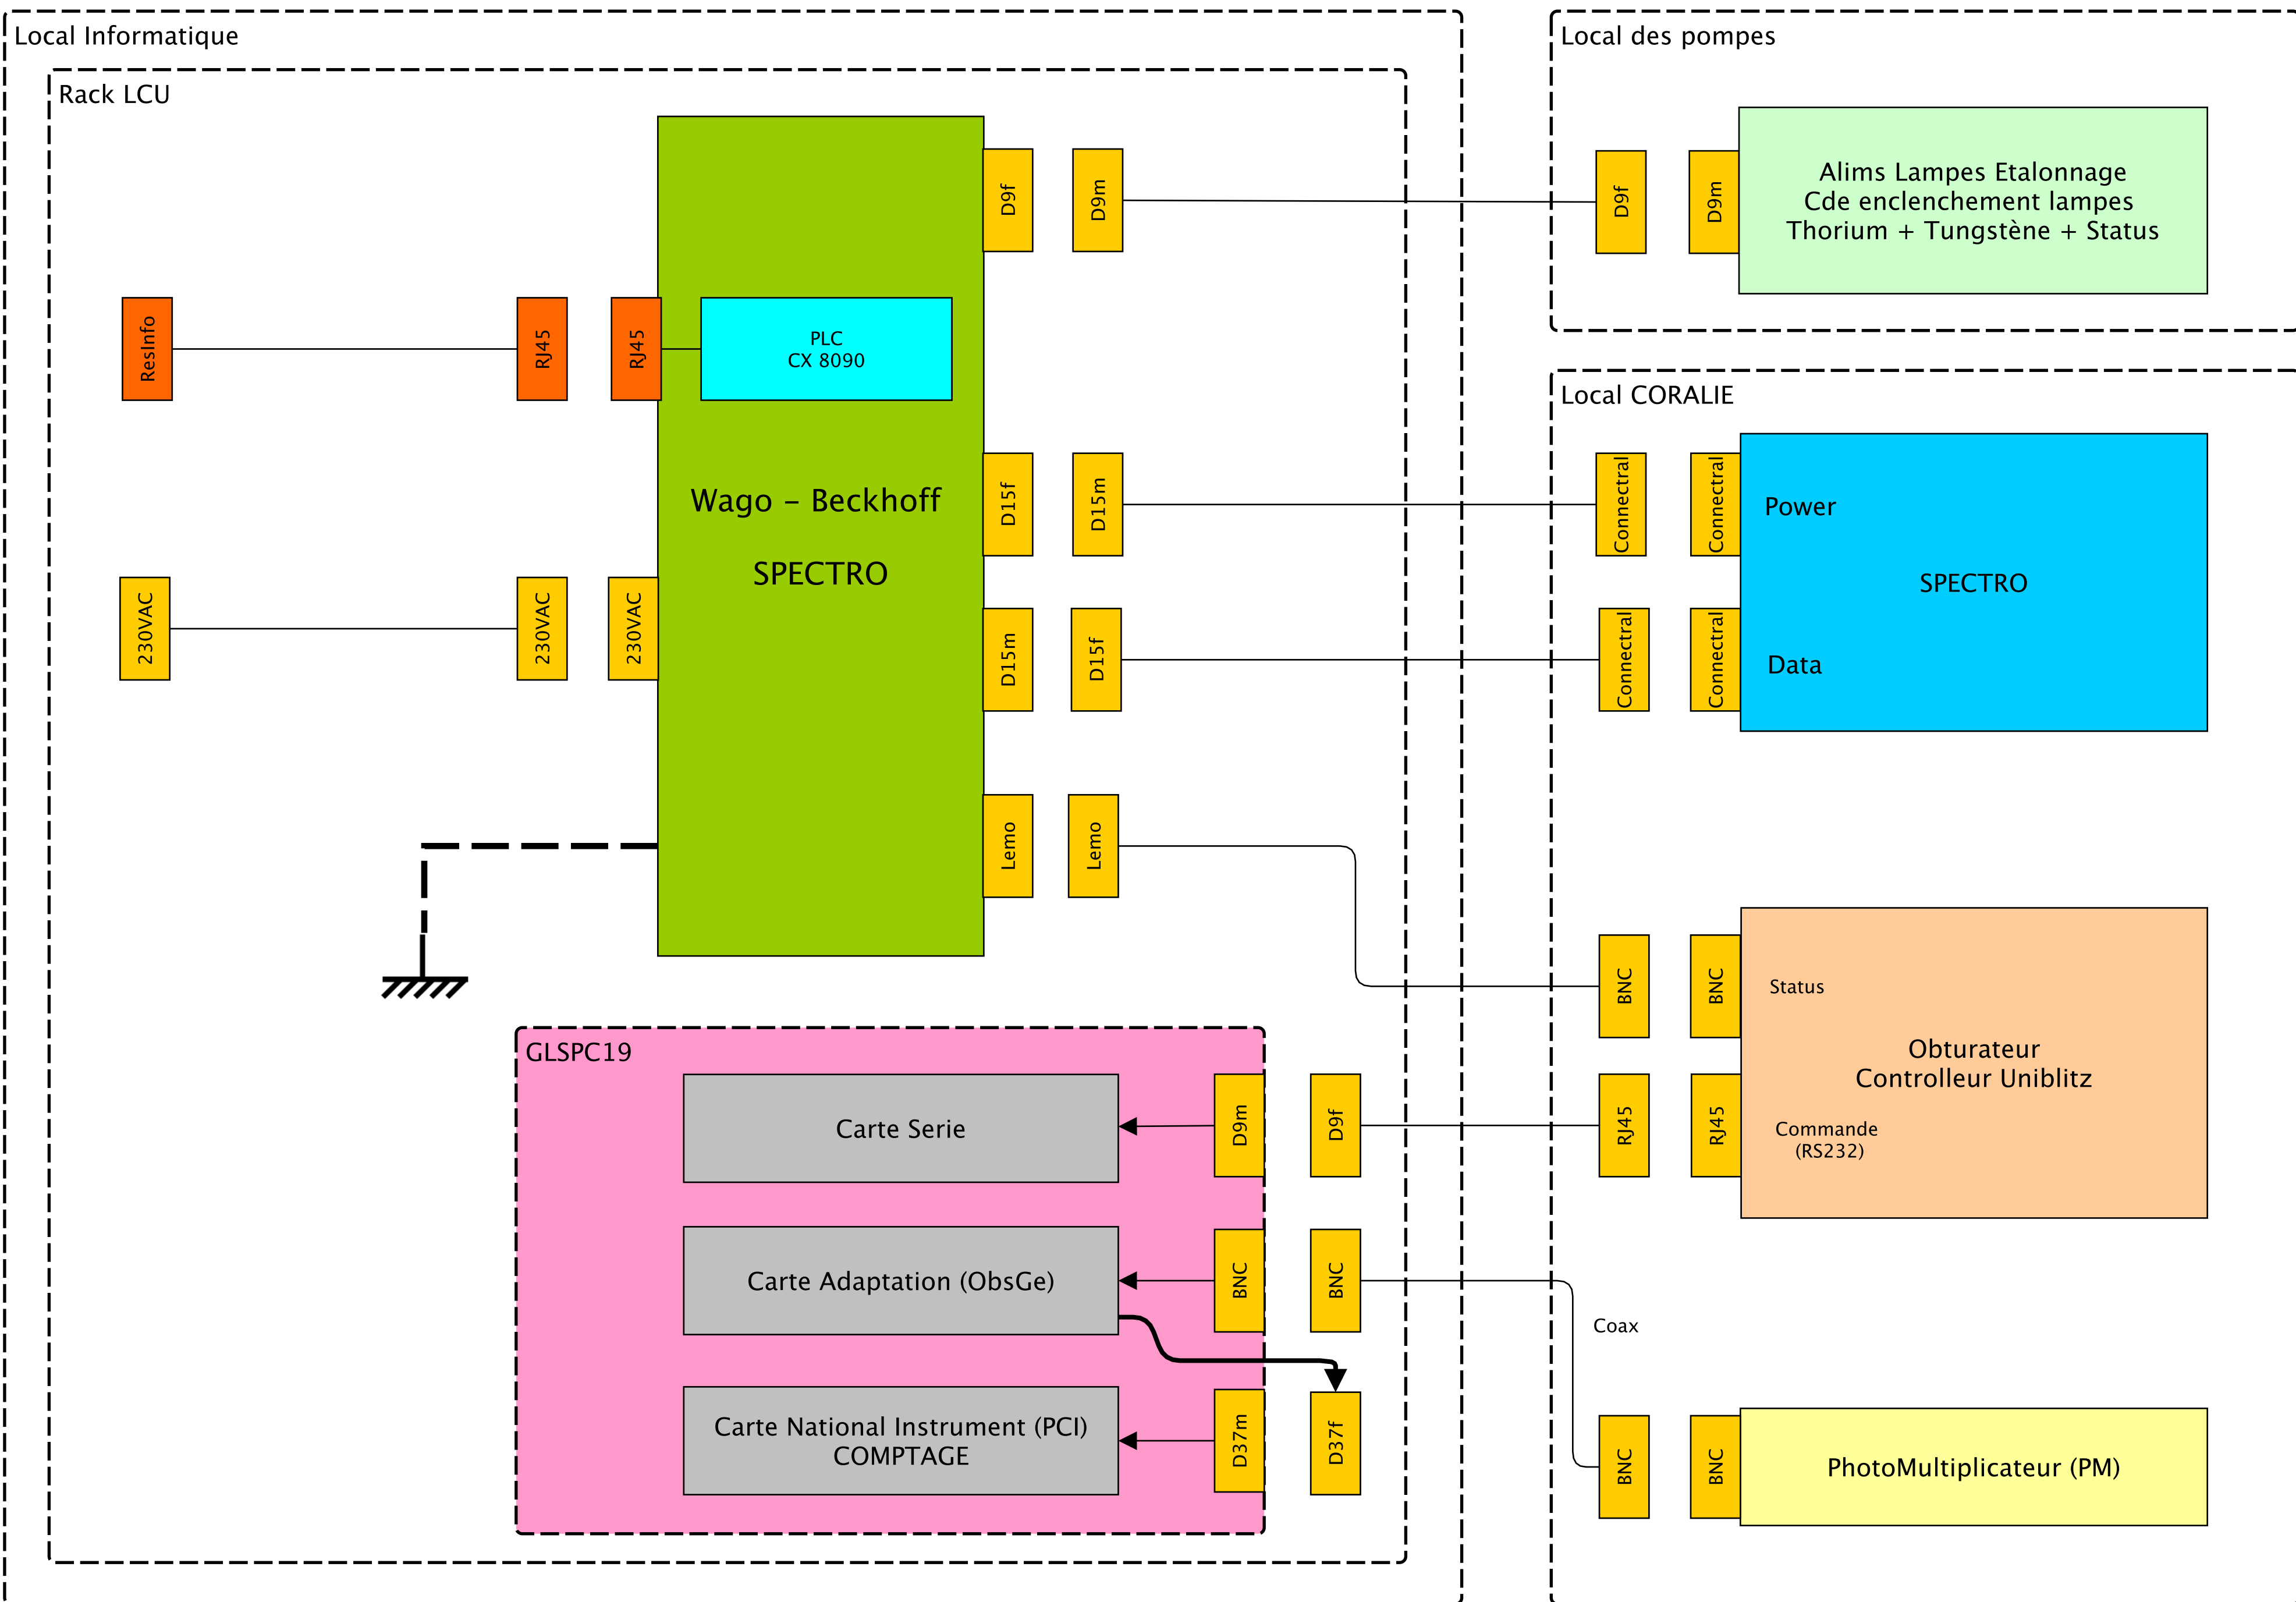 Local Informatique
Rack LCU
ResInfo
RJ45
RJ45
PLC
CX 8090
230VAC
230VAC
230VAC
Wago – Beckhoff
SPECTRO
D9f
D9m
D15f
D15m
D15m
D15f
Lemo
Lemo
GLSPC19
Carte Serie
D9m
D9f
Carte Adaptation (ObsGe)
BNC
BNC
Carte National Instrument (PCI)
COMPTAGE
D37m
D37f
Local des pompes
D9f
D9m
Alims Lampes Etalonnage
Cde enclenchement lampes
Thorium + Tungstène + Status
Local CORALIE
Connectral
Connectral
Power
SPECTRO
Connectral
Connectral
Data
BNC
BNC
Status
Obturateur
Controlleur Uniblitz
RJ45
RJ45
Commande
(RS232)
Coax
BNC
BNC
PhotoMultiplicateur (PM)